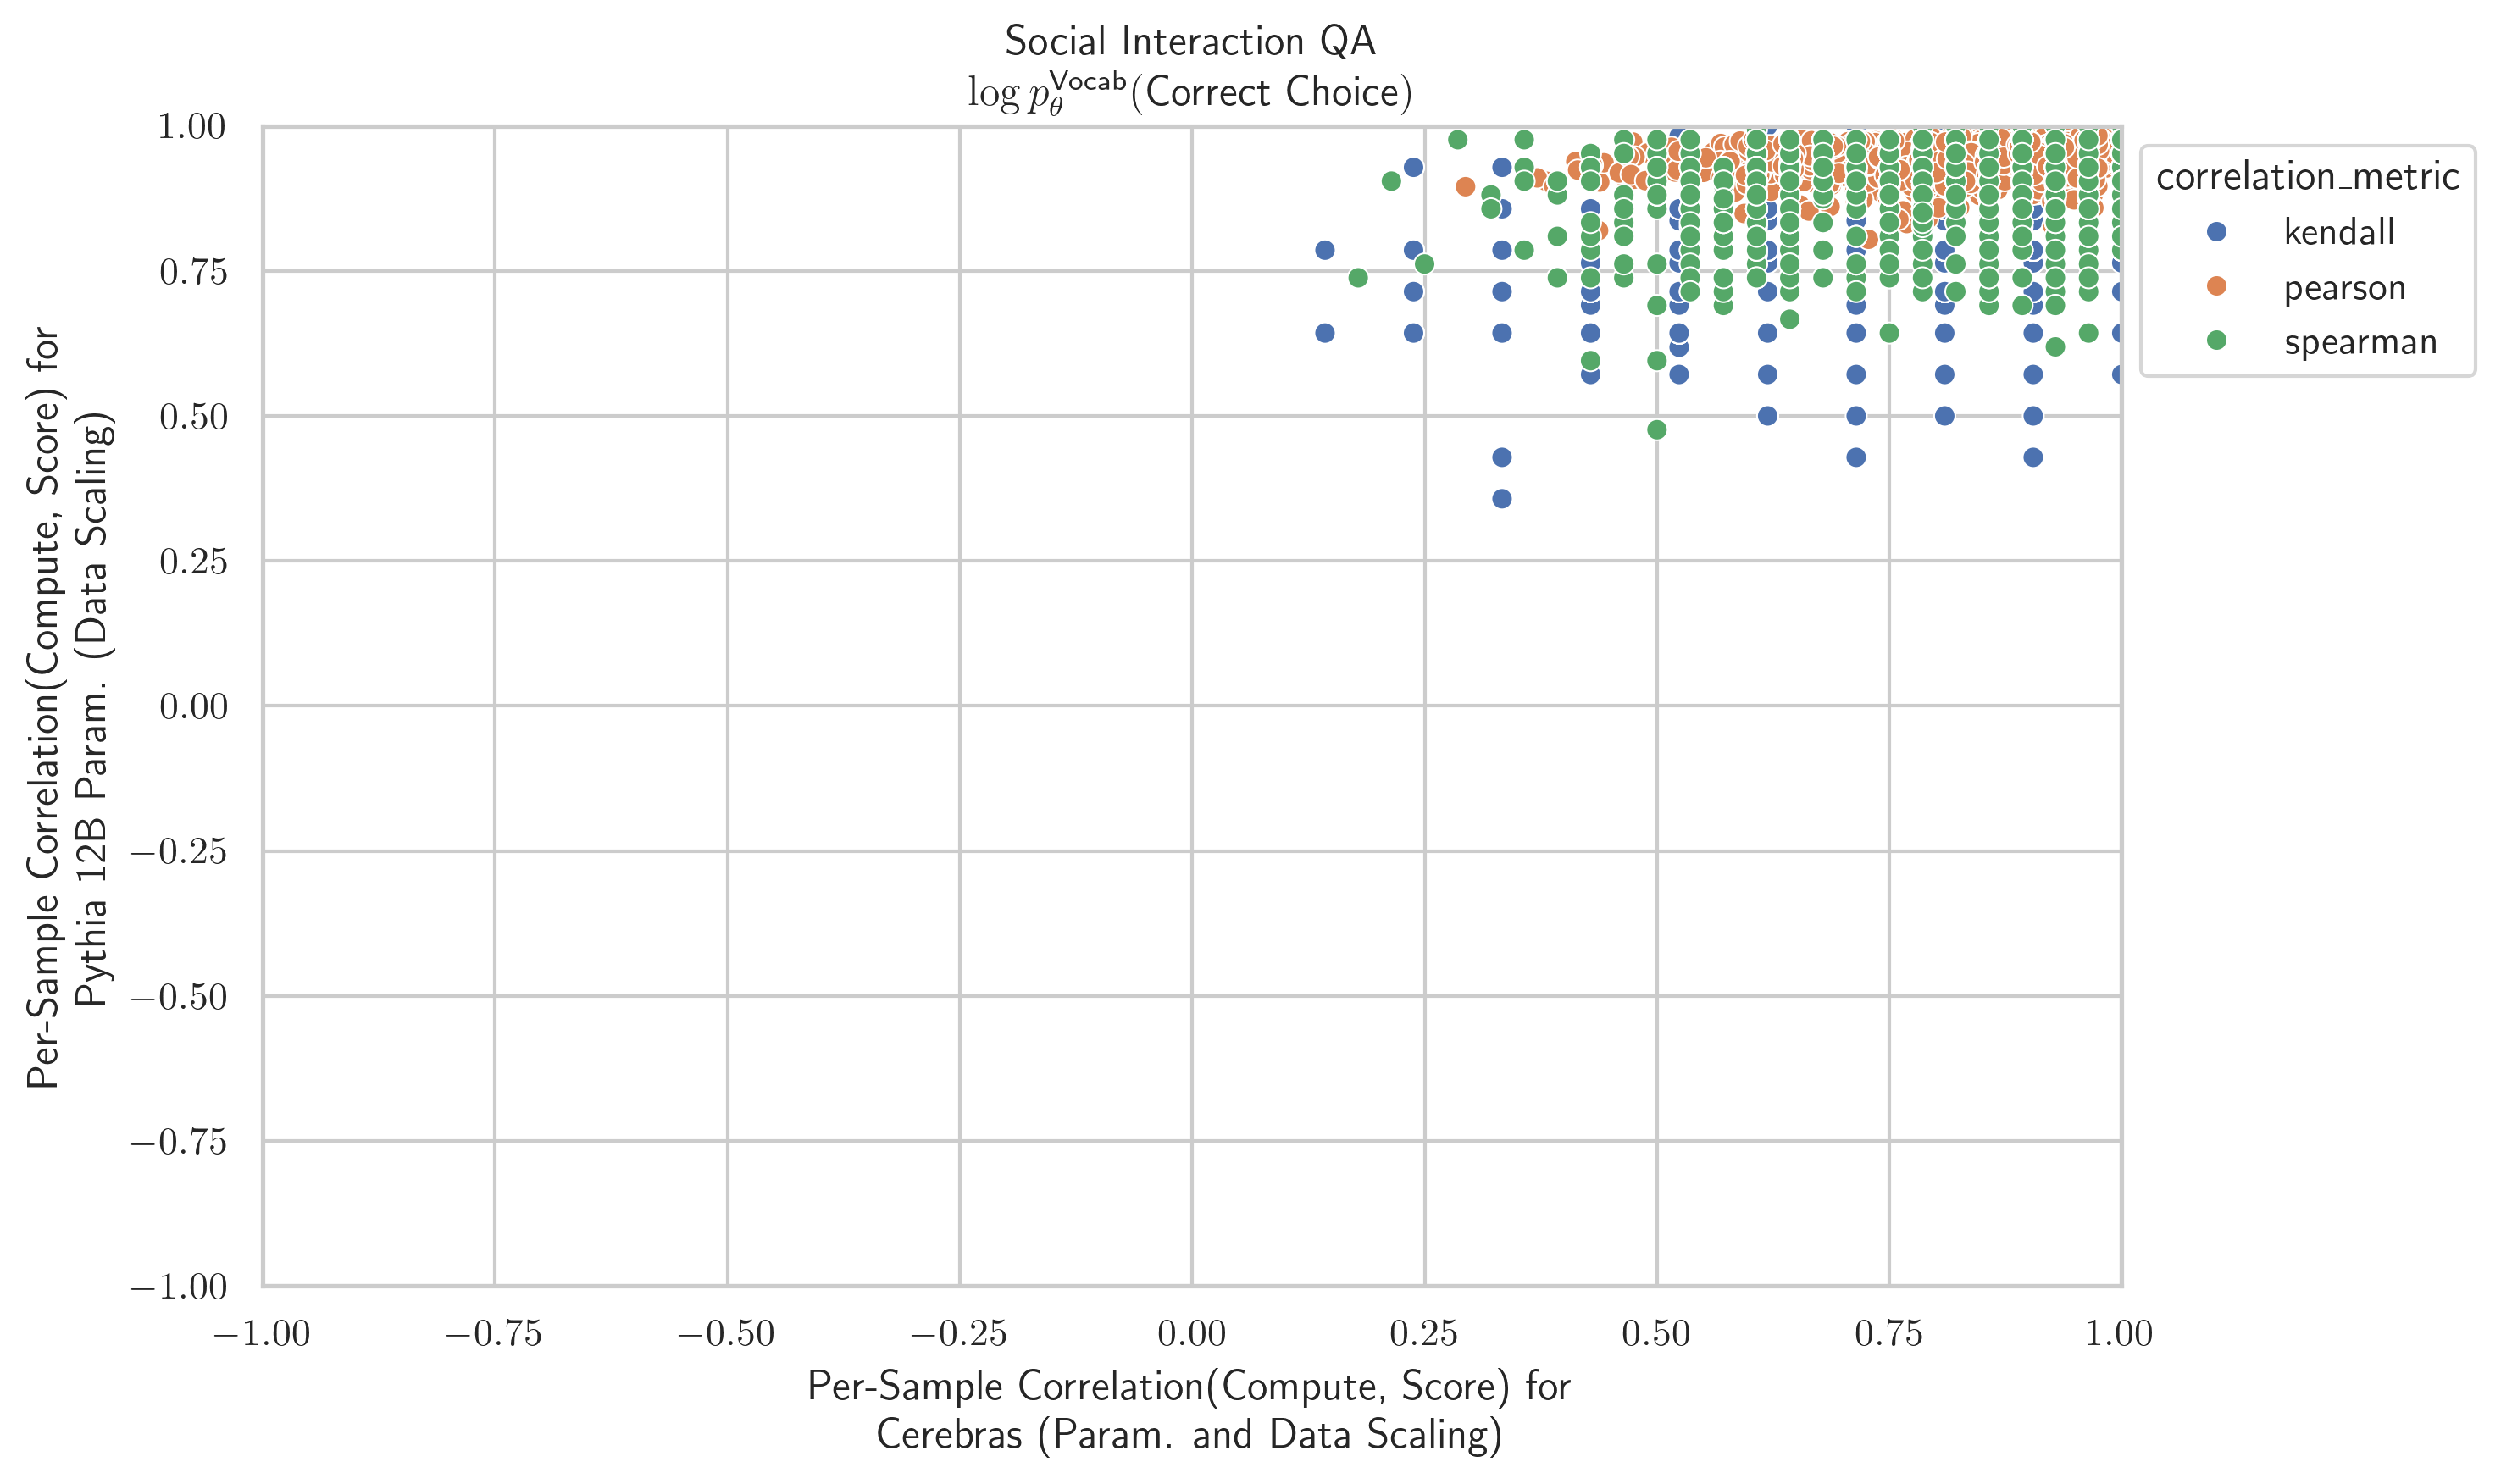 Social Interaction QA
log p_θ^Vocab(Correct Choice)
1.00
0.75
0.50
0.25
0.00
−0.25
−0.50
−0.75
−1.00
Per-Sample Correlation(Compute, Score) for
Pythia 12B Param. (Data Scaling)
correlation_metric
kendall
pearson
spearman
−1.00 −0.75 −0.50 −0.25 0.00 0.25 0.50 0.75 1.00
Per-Sample Correlation(Compute, Score) for
Cerebras (Param. and Data Scaling)